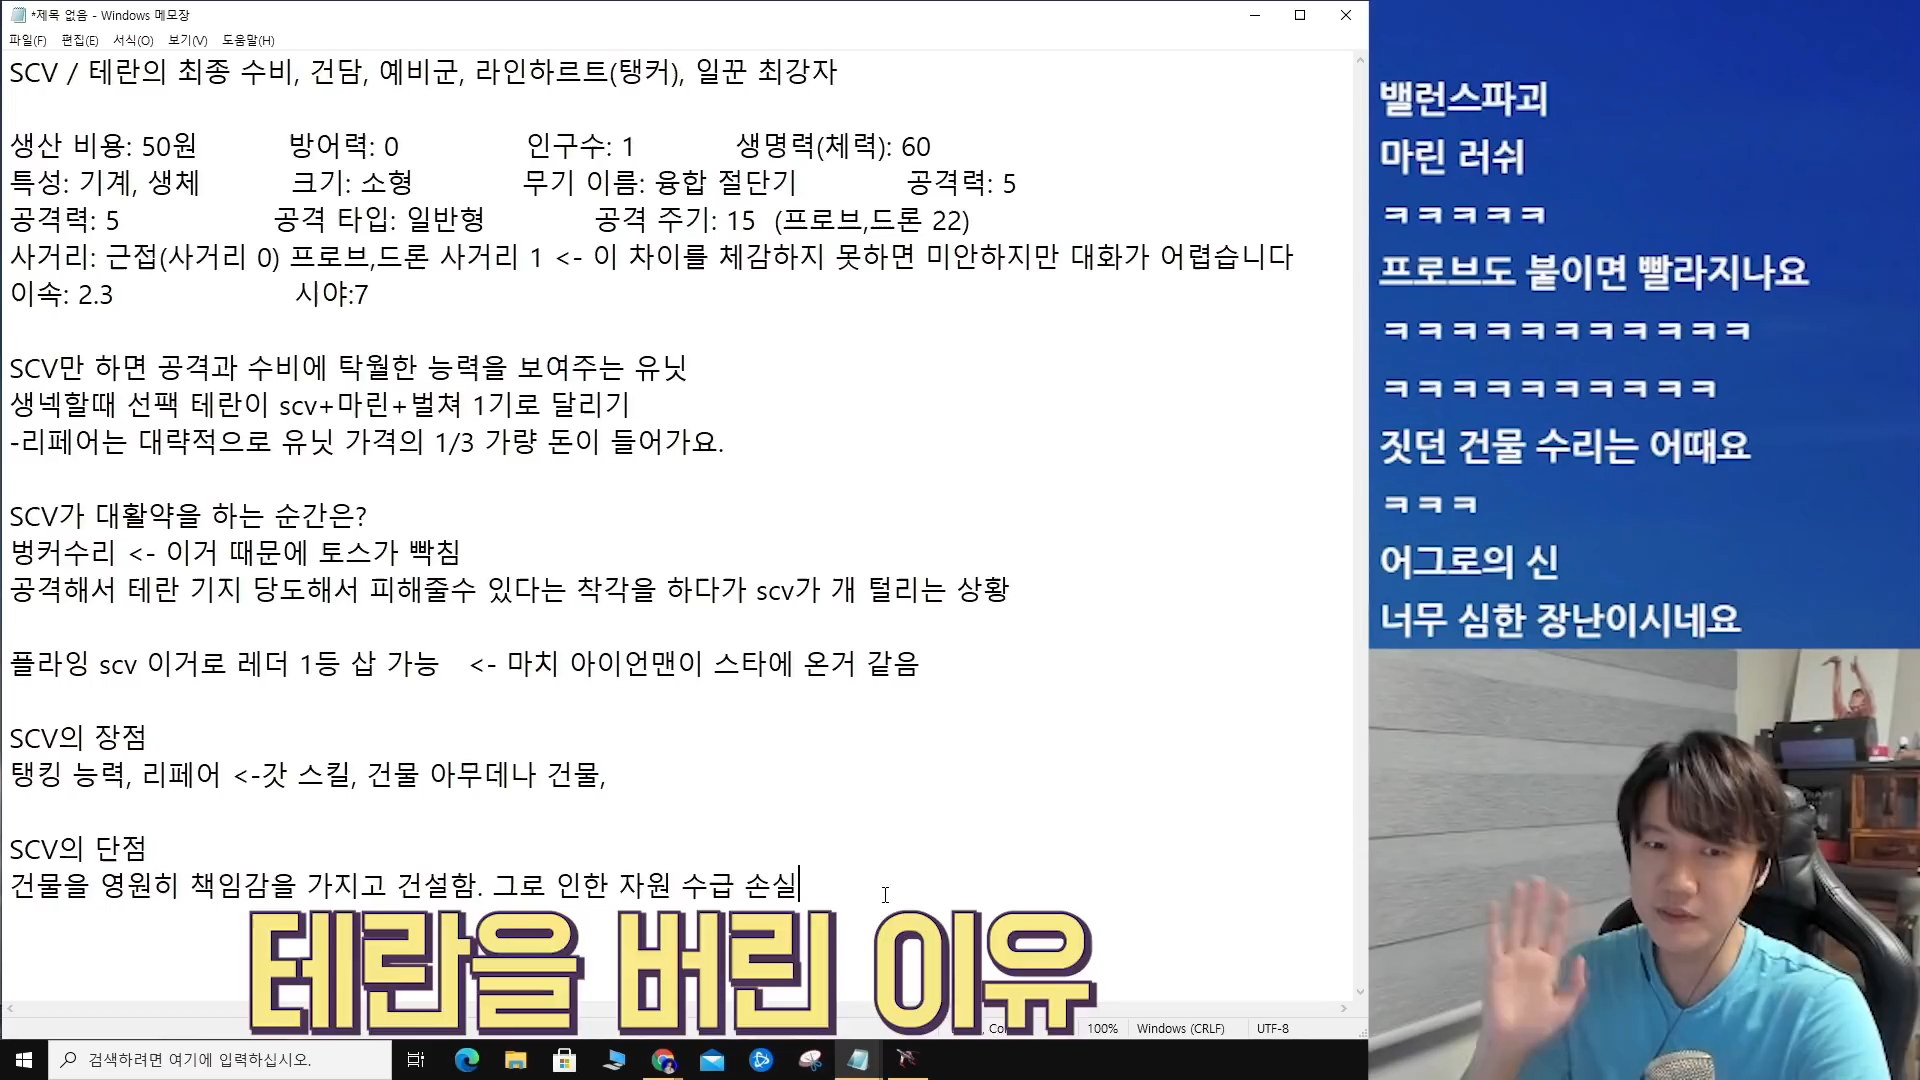 *제목 없음 - Windows 메모장
파일(F) 편집(E) 서식(O) 보기(V) 도움말(H)
SCV / 테란의 최종 수비, 건담, 예비군, 라인하르트(탱커), 일꾼 최강자
생산 비용: 50원 방어력: 0 인구수: 1 생명력(체력): 60
특성: 기계, 생체 크기: 소형 무기 이름: 융합 절단기 공격력: 5
공격력: 5 공격 타입: 일반형 공격 주기: 15 (프로브,드론 22)
사거리: 근접(사거리 0) 프로브,드론 사거리 1 <- 이 차이를 체감하지 못하면 미안하지만 대화가 어렵습니다
이속: 2.3 시야:7
SCV만 하면 공격과 수비에 탁월한 능력을 보여주는 유닛
생넥할때 선팩 테란이 scv+마린+벌쳐 1기로 달리기
-리페어는 대략적으로 유닛 가격의 1/3 가량 돈이 들어가요.
SCV가 대활약을 하는 순간은?
벙커수리 <- 이거 때문에 토스가 빡침
공격해서 테란 기지 당도해서 피해줄수 있다는 착각을 하다가 scv가 개 털리는 상황
플라잉 scv 이거로 레더 1등 삽 가능 <- 마치 아이언맨이 스타에 온거 같음
SCV의 장점
탱킹 능력, 리페어 <-갓 스킬, 건물 아무데나 건물,
SCV의 단점
건물을 영원히 책임감을 가지고 건설함. 그로 인한 자원 수급 손실
테란을 버린 이유
100% Windows (CRLF) UTF-8
검색하려면 여기에 입력하십시오.
밸런스파괴
마린 러쉬
ㅋㅋㅋㅋㅋ
프로브도 붙이면 빨라지나요
ㅋㅋㅋㅋㅋㅋㅋㅋㅋㅋㅋ
ㅋㅋㅋㅋㅋㅋㅋㅋㅋㅋ
짓던 건물 수리는 어때요
ㅋㅋㅋ
어그로의 신
너무 심한 장난이시네요